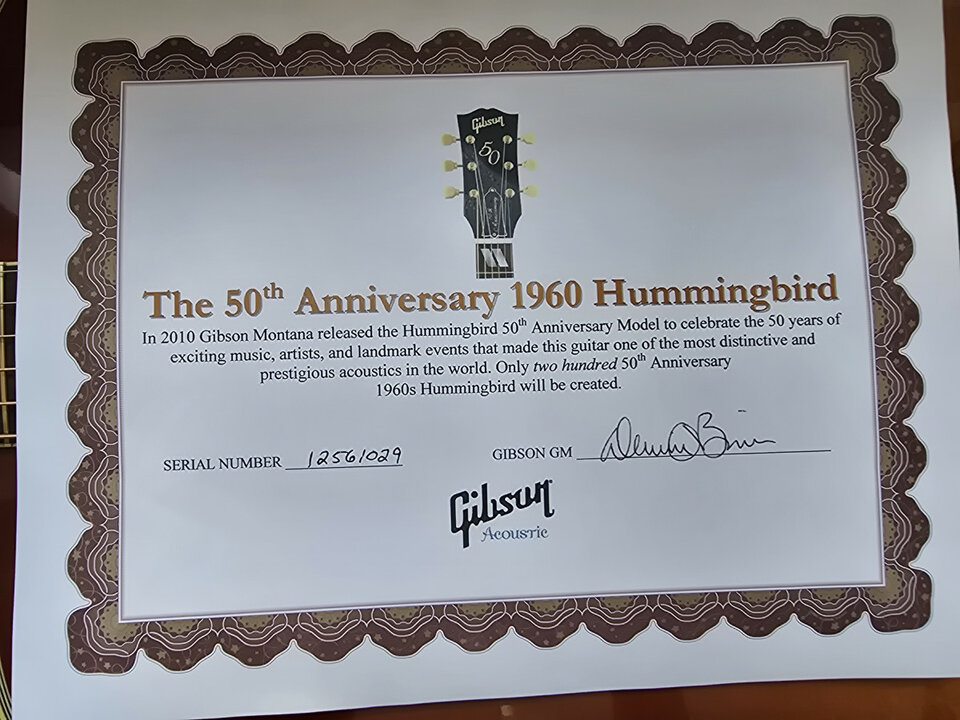 Gibson
50
The 50th Anniversary 1960 Hummingbird
In 2010 Gibson Montana released the Hummingbird 50th Anniversary Model to celebrate the 50 years of
exciting music, artists, and landmark events that made this guitar one of the most distinctive and
prestigious acoustics in the world. Only two hundred 50th Anniversary
1960s Hummingbird will be created.
SERIAL NUMBER 12561029
GIBSON GM
Gibson
Acoustic